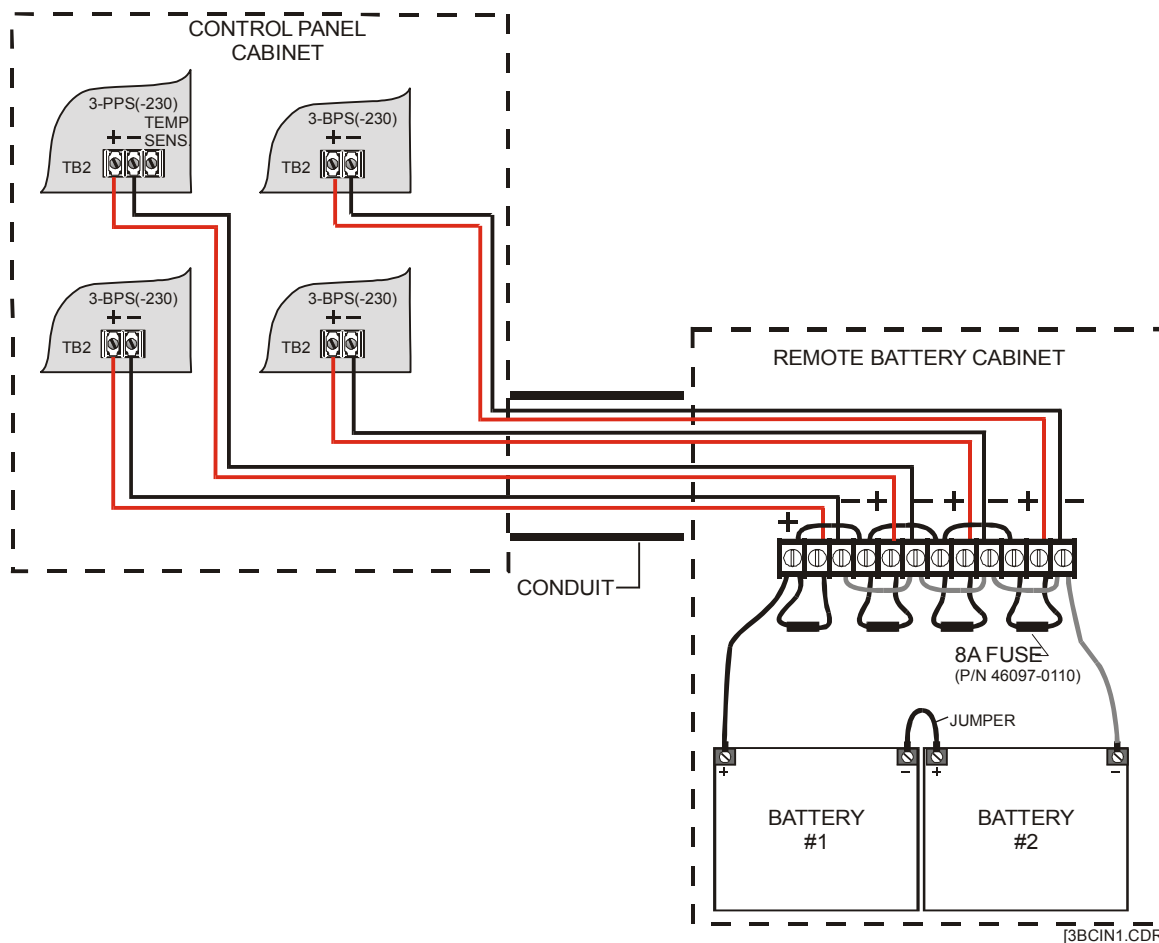 CONTROL PANEL
CABINET
3-PPS(-230)
TEMP
SENS.
+ −
TB2
3-BPS(-230)
+ −
TB2
3-BPS(-230)
+ −
TB2
3-BPS(-230)
+ −
TB2
REMOTE BATTERY CABINET
+ − + − + − + −
CONDUIT
8A FUSE
(P/N 46097-0110)
JUMPER
+ − + −
BATTERY
#1
BATTERY
#2
[3BCIN1.CDR